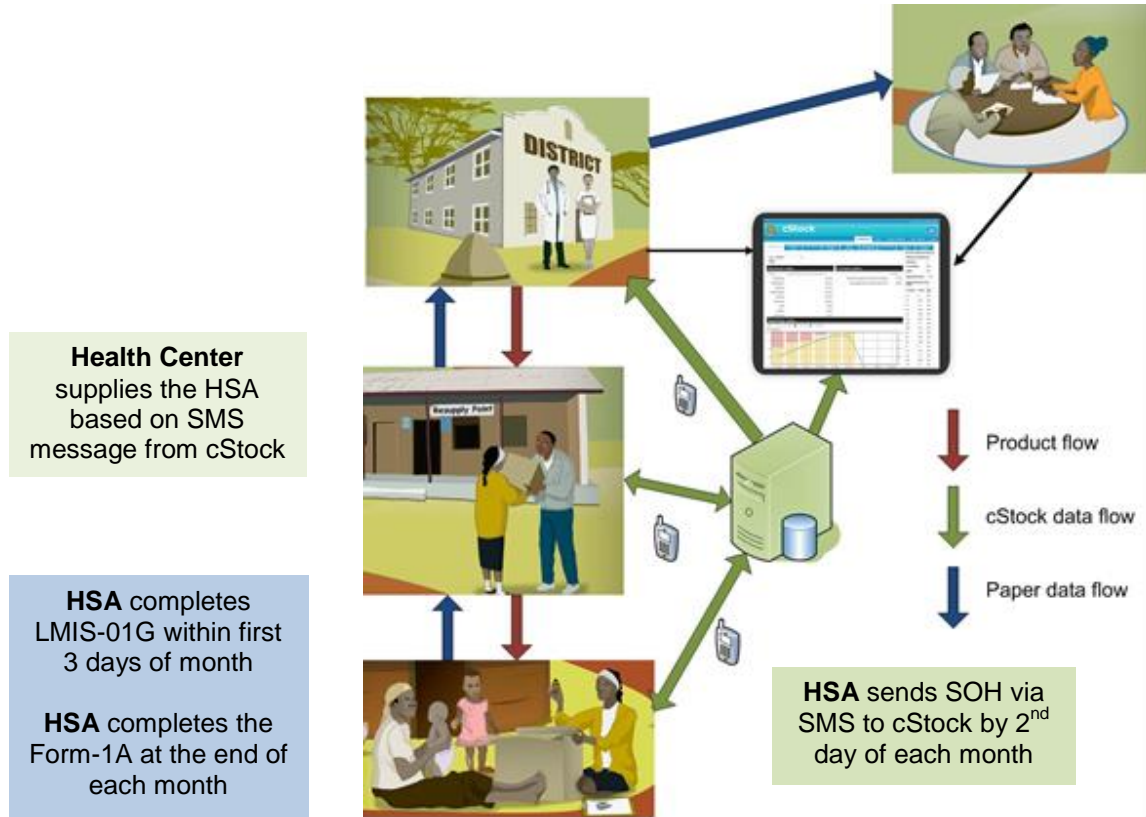 DISTRICT
cStock
Health Center
supplies the HSA
based on SMS
message from cStock
Resupply Point
Product flow
cStock data flow
Paper data flow
HSA completes
LMIS-01G within first
3 days of month
HSA completes the
Form-1A at the end of
each month
HSA sends SOH via
SMS to cStock by 2nd
day of each month